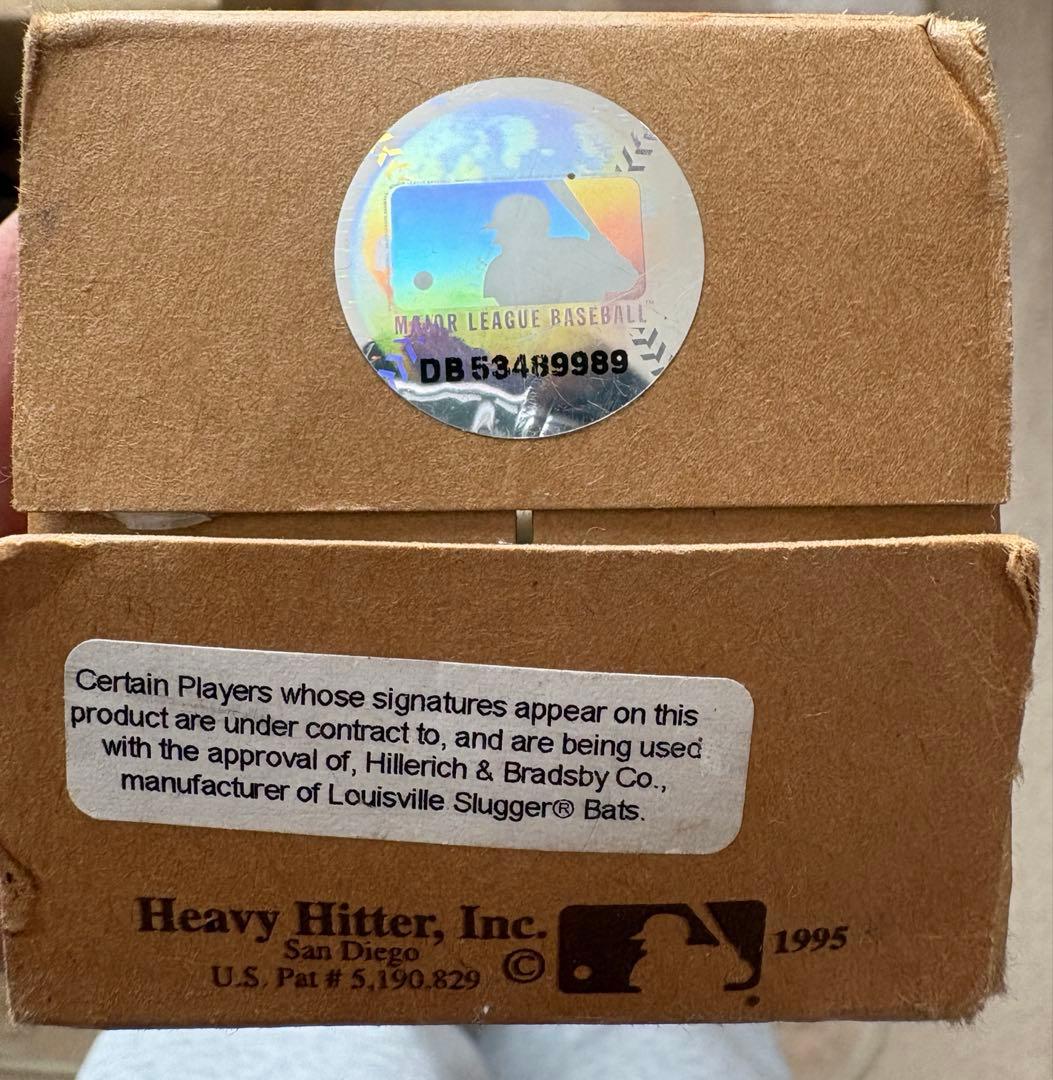 MAJOR LEAGUE BASEBALL™
DB53489989
Certain Players whose signatures appear on this
product are under contract to, and are being used
with the approval of, Hillerich & Bradsby Co.,
manufacturer of Louisville Slugger® Bats.
Heavy Hitter, Inc.
San Diego
U.S. Pat # 5,190.829 © 1995